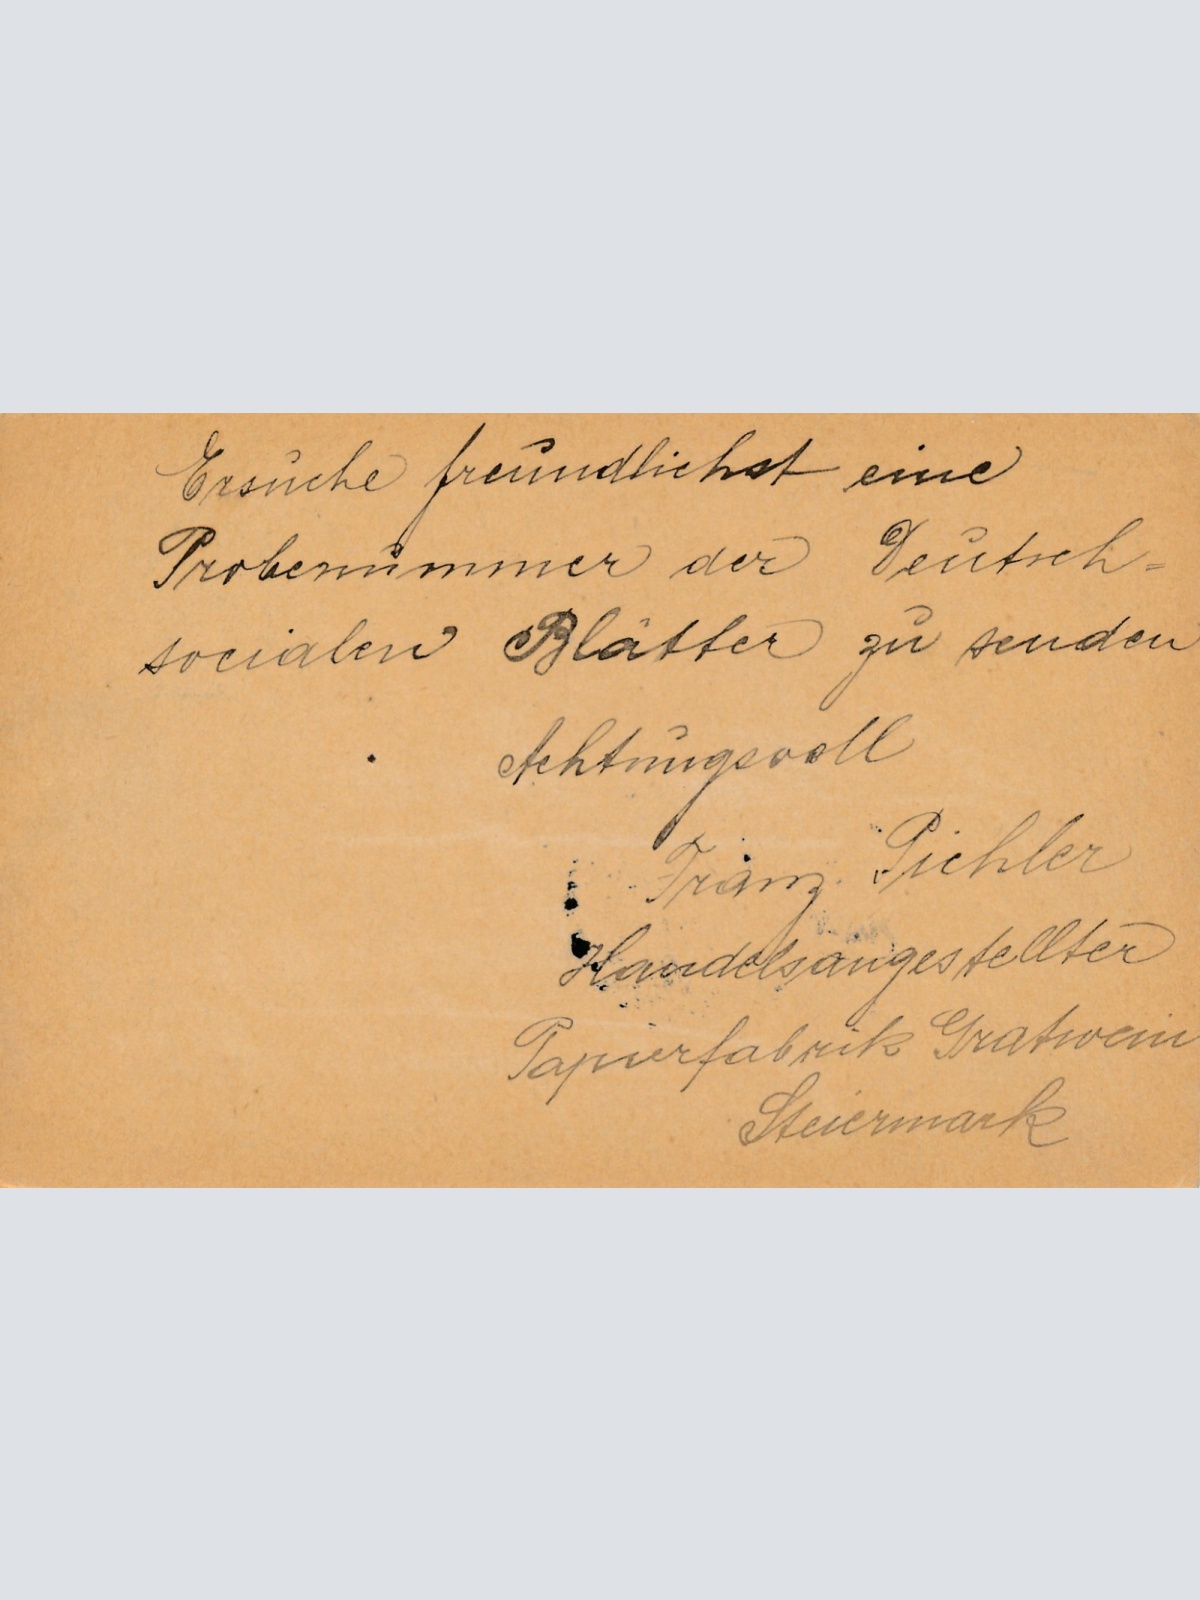 Ersuche freundlichst eine
Probenummer der Deutsch=
socialen Blätter zu senden
Achtungsvoll
Franz Pichler
Handelsangestellter
Papierfabrik Gratwein
Steiermark